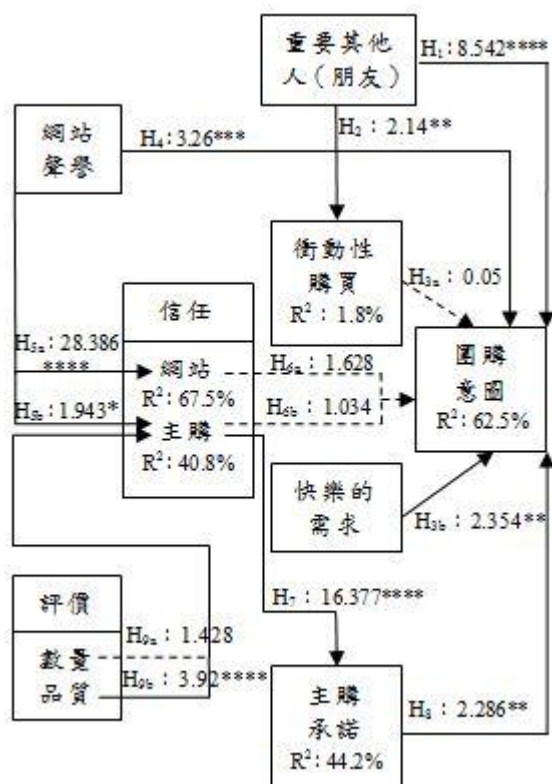 重要其他
人(朋友)
H₁:8.542****
H₂:2.14**
網站
聲譽
H₄:3.26***
衝動性
購買
R²:1.8%
H₃ₐ:0.05
信任
網站
R²:67.5%
主購
R²:40.8%
H₅ₐ:28.386
****
H₅b:1.943*
H₆ₐ:1.628
H₆b:1.034
團購
意圖
R²:62.5%
快樂的
需求
H₃b:2.354**
H₇:16.377****
評價
數量
品質
H₉ₐ:1.428
H₉b:3.92****
主購
承諾
R²:44.2%
H₈:2.286**